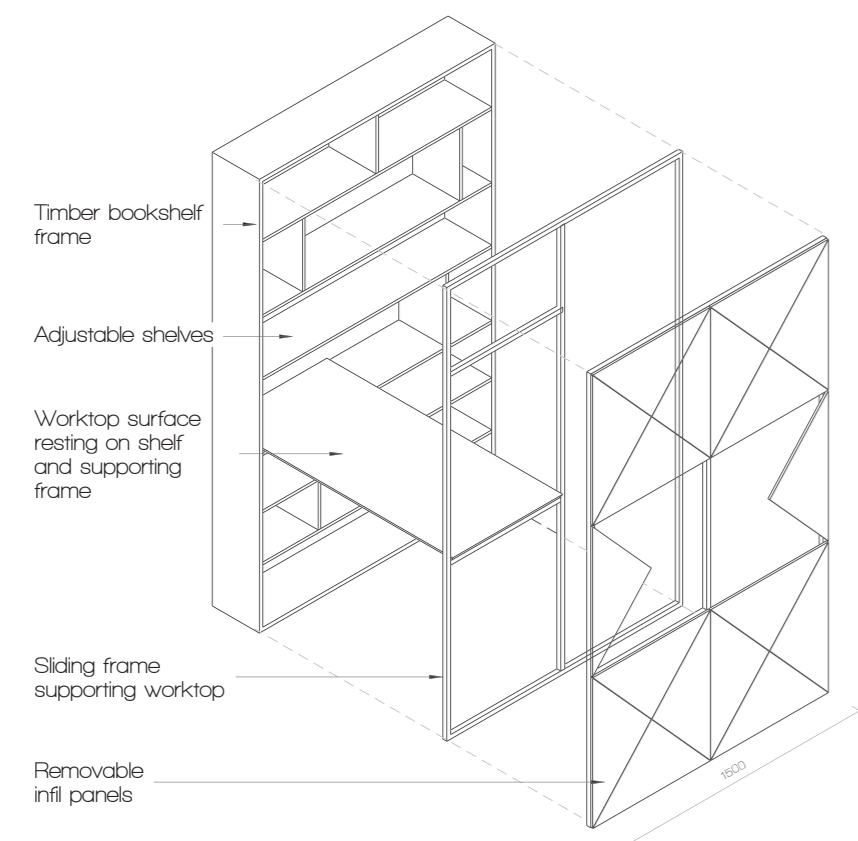 Timber bookshelf
frame
Adjustable shelves
Worktop surface
resting on shelf
and supporting
frame
Sliding frame
supporting worktop
Removable
infil panels
1500